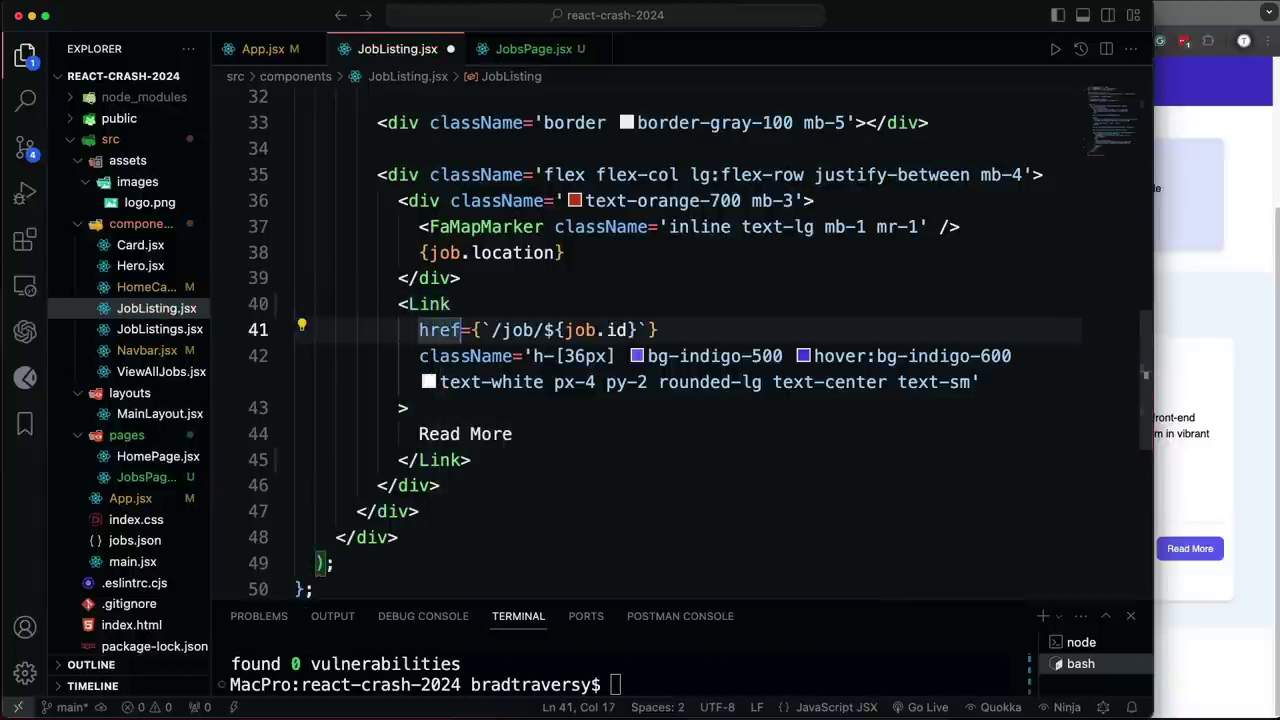 react-crash-2024
EXPLORER
REACT-CRASH-2024
node_modules
public
src
assets
images
logo.png
compone...
Card.jsx
Hero.jsx
HomeCa... M
JobListing.jsx
JobListings.jsx
Navbar.jsx M
ViewAllJobs.jsx
layouts
MainLayout.jsx
pages
HomePage.jsx
JobsPag... U
App.jsx M
index.css
jobs.json
main.jsx
.eslintrc.cjs
.gitignore
index.html
package-lock.json
OUTLINE
TIMELINE
1
4
App.jsx M
JobListing.jsx
JobsPage.jsx U
src > components > JobListing.jsx > JobListing
32
33 <div className='border border-gray-100 mb-5'></div>
34
35 <div className='flex flex-col lg:flex-row justify-between mb-4'>
36 <div className='text-orange-700 mb-3'>
37 <FaMapMarker className='inline text-lg mb-1 mr-1' />
38 {job.location}
39 </div>
40 <Link
41 href={`/job/${job.id}`}
42 className='h-[36px] bg-indigo-500 hover:bg-indigo-600
text-white px-4 py-2 rounded-lg text-center text-sm'
43 >
44 Read More
45 </Link>
46 </div>
47 </div>
48 </div>
49 );
50 };
PROBLEMS OUTPUT DEBUG CONSOLE TERMINAL PORTS POSTMAN CONSOLE
found 0 vulnerabilities
MacPro:react-crash-2024 bradtraversy$
node
bash
main* 0 0 0 Ln 41, Col 17 Spaces: 2 UTF-8 LF JavaScript JSX Go Live Quokka Ninja
T
ront-end
m in vibrant
Read More